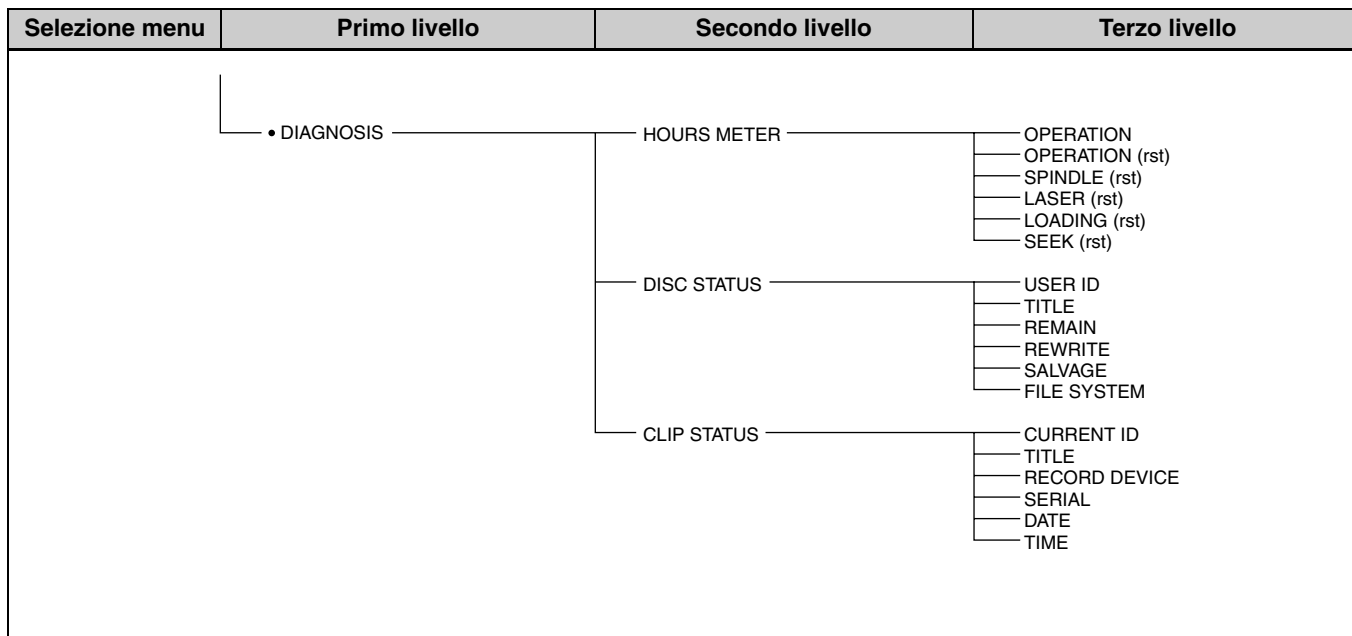 Selezione menu Primo livello Secondo livello Terzo livello
• DIAGNOSIS HOURS METER OPERATION
OPERATION (rst)
SPINDLE (rst)
LASER (rst)
LOADING (rst)
SEEK (rst)
DISC STATUS USER ID
TITLE
REMAIN
REWRITE
SALVAGE
FILE SYSTEM
CLIP STATUS CURRENT ID
TITLE
RECORD DEVICE
SERIAL
DATE
TIME